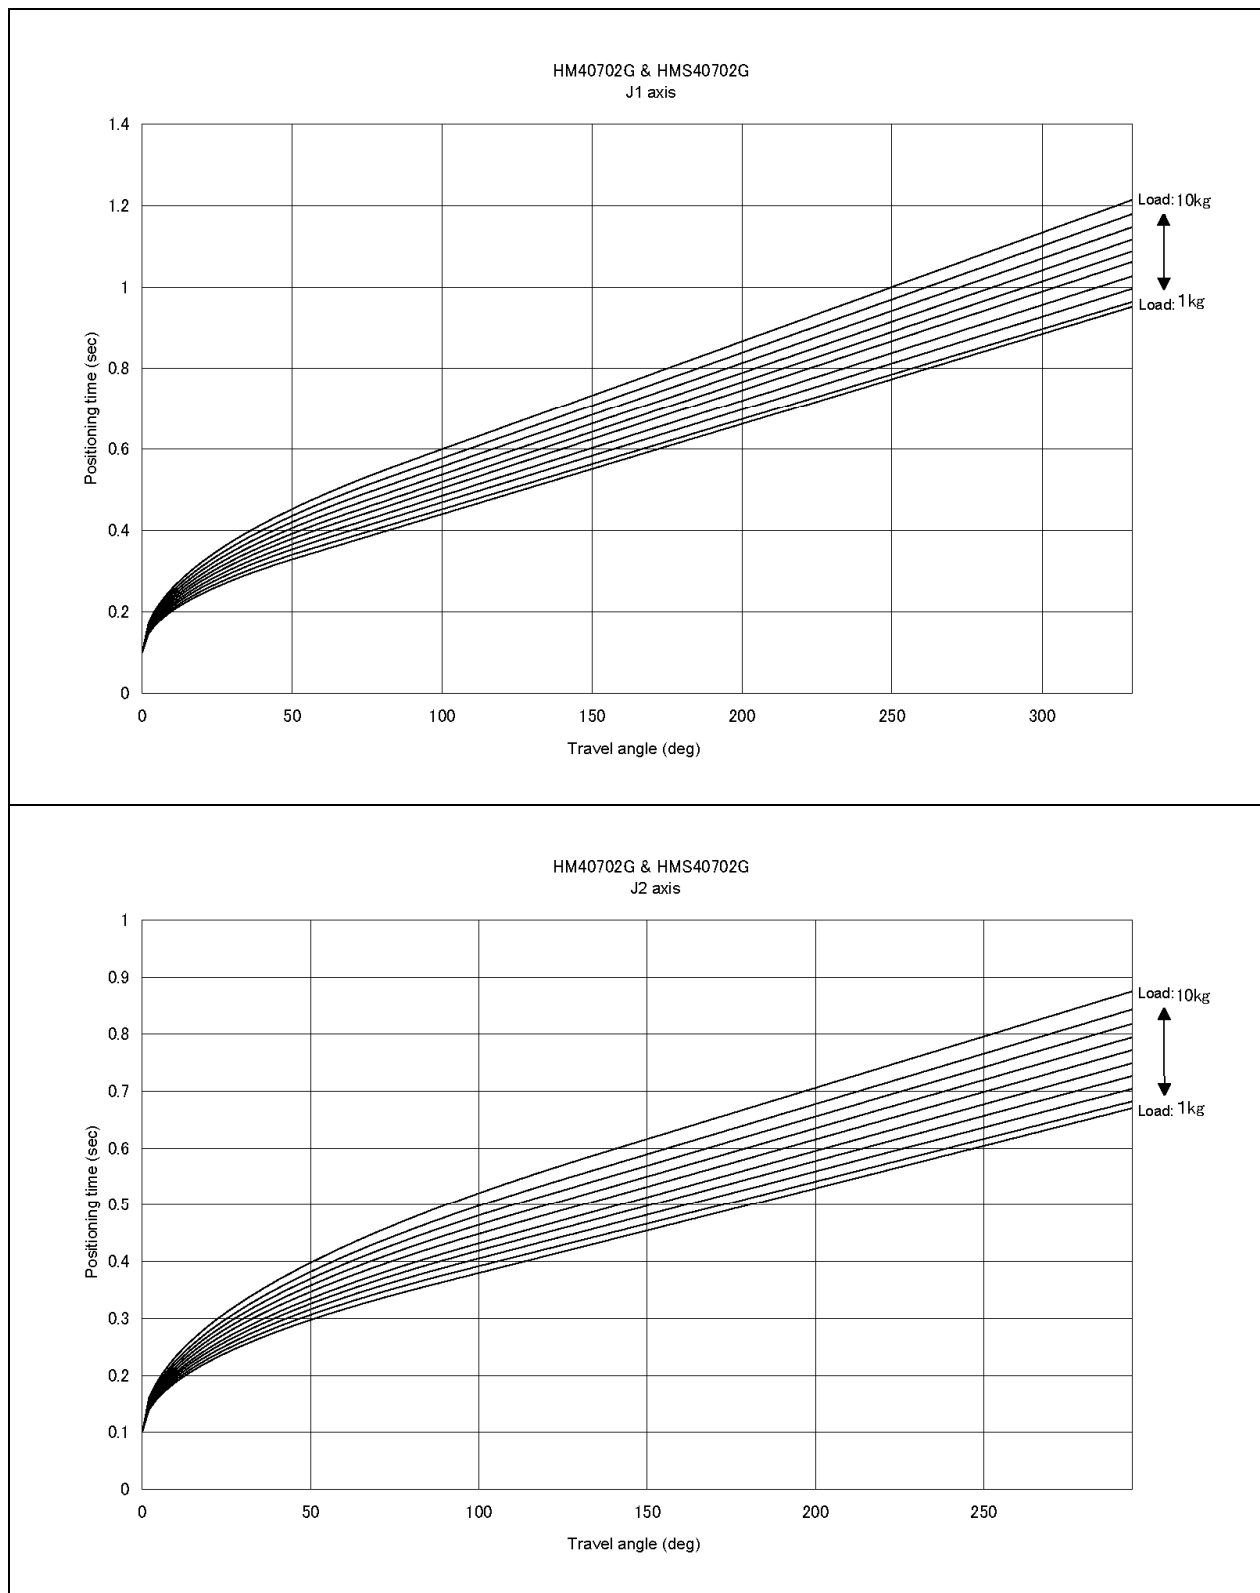 HM40702G & HMS40702G
J1 axis
1.4
1.2
1
0.8
0.6
0.4
0.2
0
Positioning time (sec)
Load: 10kg
Load: 1kg
0 50 100 150 200 250 300
Travel angle (deg)
HM40702G & HMS40702G
J2 axis
1
0.9
0.8
0.7
0.6
0.5
0.4
0.3
0.2
0.1
0
Positioning time (sec)
Load: 10kg
Load: 1kg
0 50 100 150 200 250
Travel angle (deg)